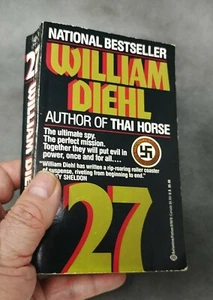 NATIONAL BESTSELLER
WILLIAM
DIEHL
AUTHOR OF THAI HORSE
The ultimate spy.
The perfect mission.
Together they will put evil in
power, once and for all....
"William Diehl has written a rip-roaring roller coaster
of suspense, riveting from beginning to end."
SHELDON
27
27
WILLIAM DIEHL